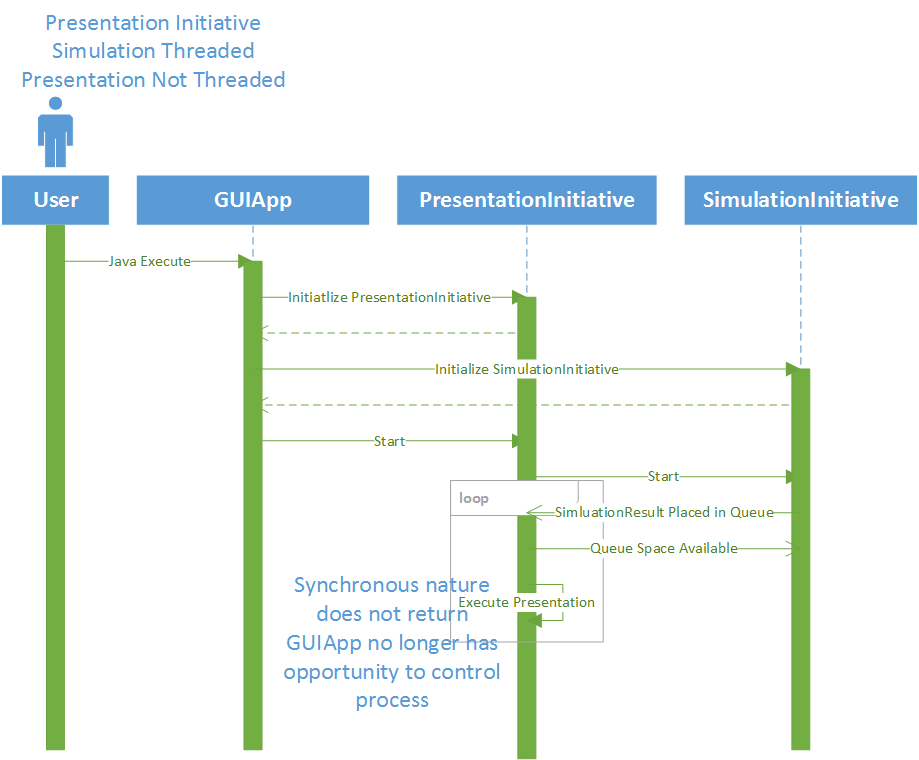 Presentation Initiative
Simulation Threaded
Presentation Not Threaded
User
GUIApp
PresentationInitiative
SimulationInitiative
Java Execute
Initiatlize PresentationInitiative
Initialize SimulationInitiative
Start
Start
loop
SimluationResult Placed in Queue
Queue Space Available
Execute Presentation
Synchronous nature
does not return
GUIApp no longer has
opportunity to control
process